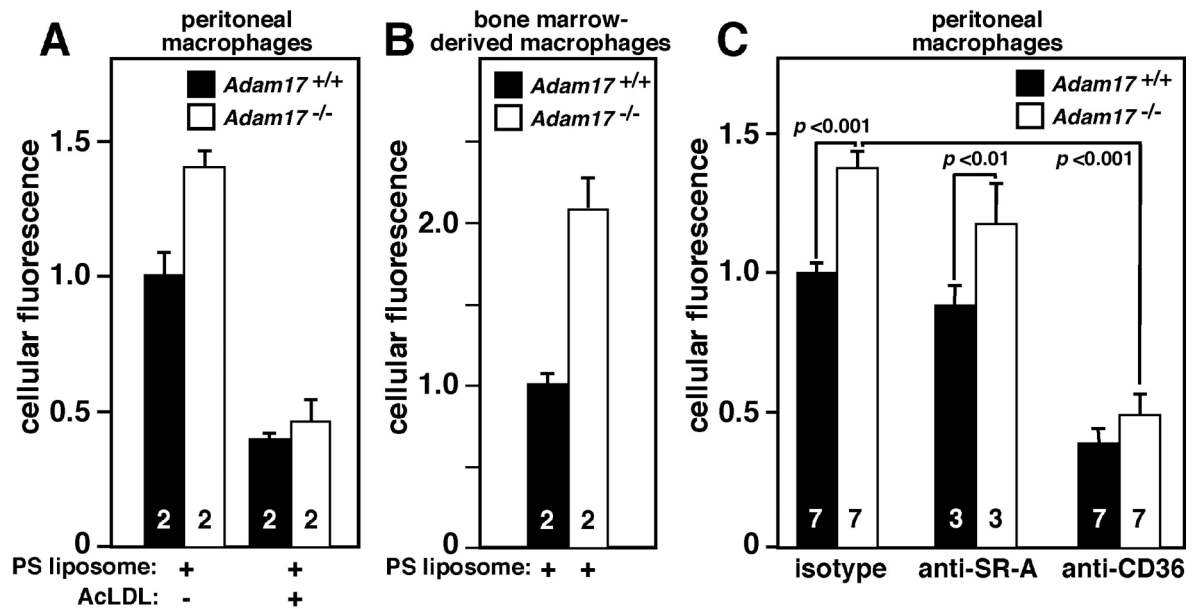 A
peritoneal
macrophages
Adam17 +/+
Adam17 -/-
cellular fluorescence
1.5
1.0
0.5
0
2 2 2 2
PS liposome: + +
AcLDL: - +
B
bone marrow-
derived macrophages
Adam17 +/+
Adam17 -/-
cellular fluorescence
2.0
1.0
0
2 2
PS liposome: + +
C
peritoneal
macrophages
Adam17 +/+
Adam17 -/-
cellular fluorescence
1.5
1.0
0.5
0
p <0.001
p <0.01
p <0.001
7 7 3 3 7 7
isotype anti-SR-A anti-CD36